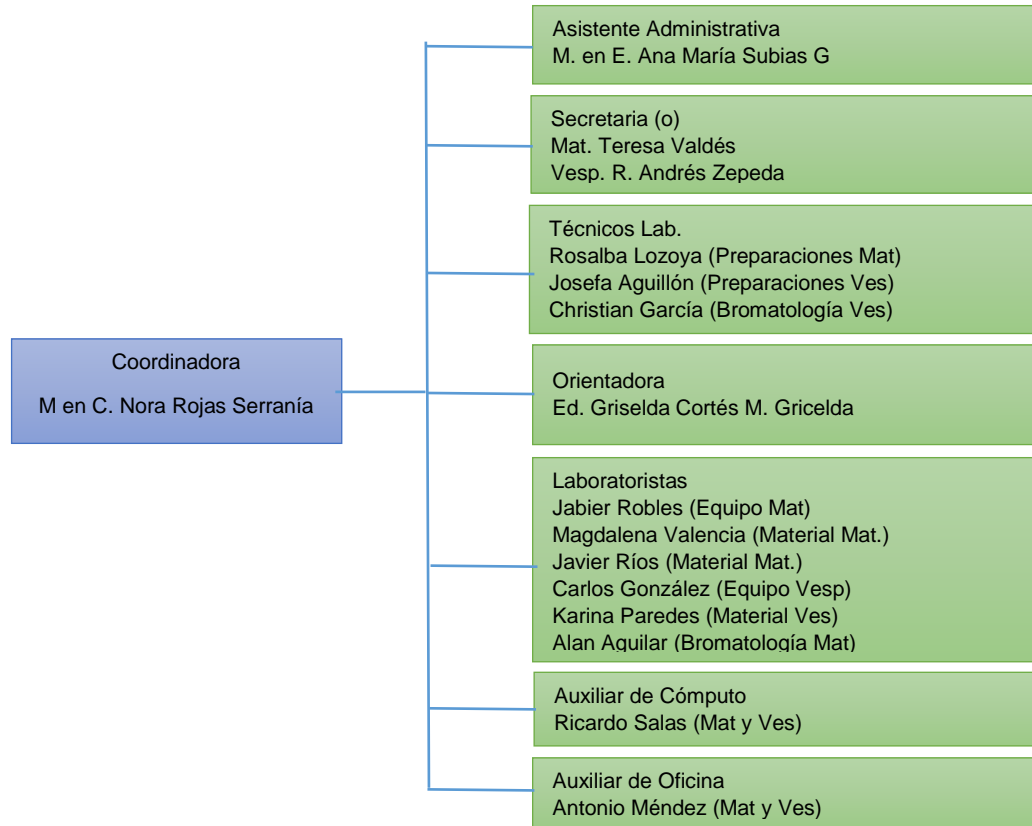 Asistente Administrativa
M. en E. Ana María Subias G
Secretaria (o)
Mat. Teresa Valdés
Vesp. R. Andrés Zepeda
Técnicos Lab.
Rosalba Lozoya (Preparaciones Mat)
Josefa Aguillón (Preparaciones Ves)
Christian García (Bromatología Ves)
Coordinadora
M en C. Nora Rojas Serranía
Orientadora
Ed. Griselda Cortés M. Gricelda
Laboratoristas
Jabier Robles (Equipo Mat)
Magdalena Valencia (Material Mat.)
Javier Ríos (Material Mat.)
Carlos González (Equipo Vesp)
Karina Paredes (Material Ves)
Alan Aguilar (Bromatología Mat)
Auxiliar de Cómputo
Ricardo Salas (Mat y Ves)
Auxiliar de Oficina
Antonio Méndez (Mat y Ves)